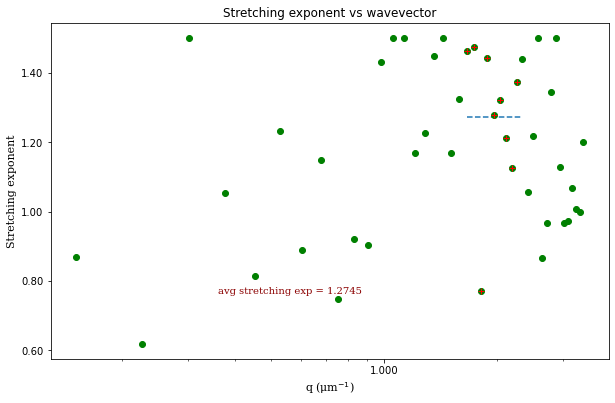 Stretching exponent vs wavevector
1.40
1.20
1.00
0.80
0.60
Stretching exponent
avg stretching exp = 1.2745
1.000
q (μm⁻¹)